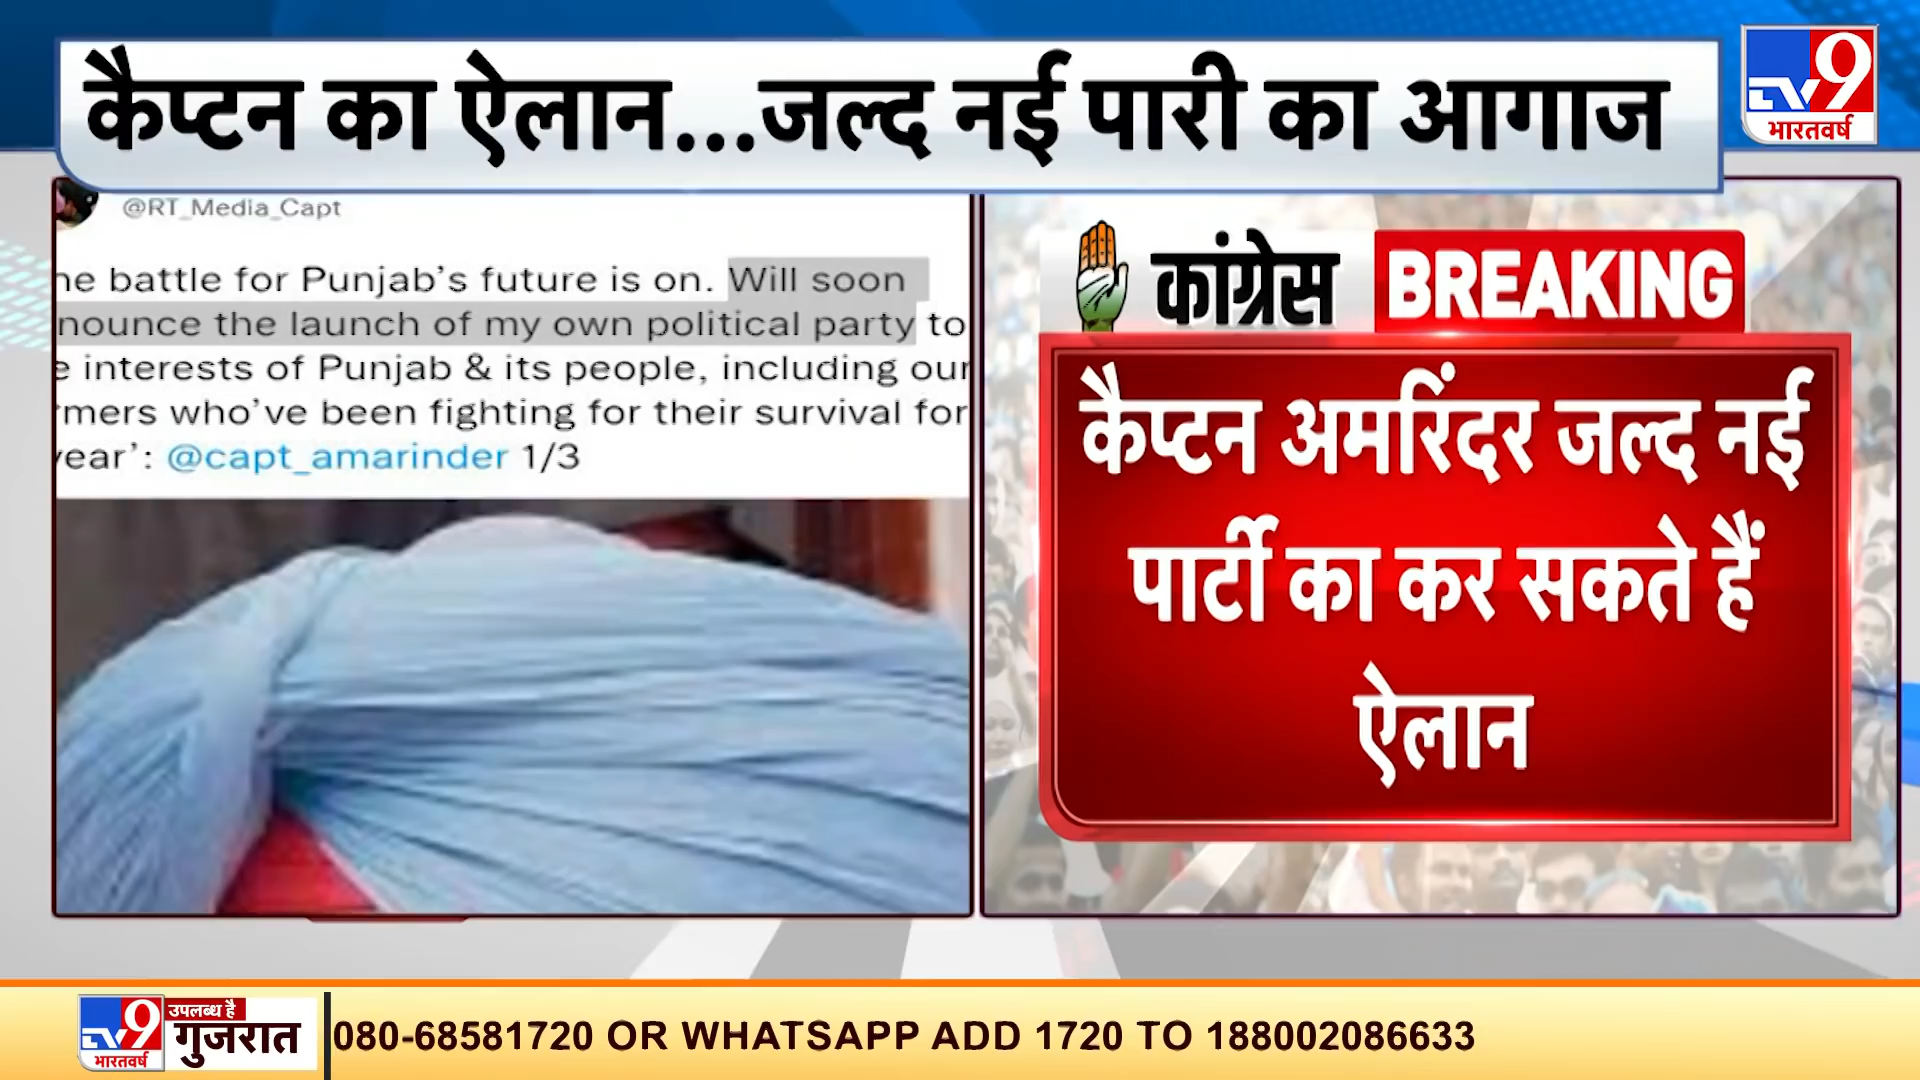 कैप्टन का ऐलान...जल्द नई पारी का आगाज
TV9
भारतवर्ष
@RT_Media_Capt
he battle for Punjab's future is on. Will soon
nounce the launch of my own political party to
e interests of Punjab & its people, including our
rmers who've been fighting for their survival for
year': @capt_amarinder 1/3
कांग्रेस BREAKING
कैप्टन अमरिंदर जल्द नई
पार्टी का कर सकते हैं
ऐलान
TV9
भारतवर्ष
उपलब्ध है
गुजरात
080-68581720 OR WHATSAPP ADD 1720 TO 188002086633